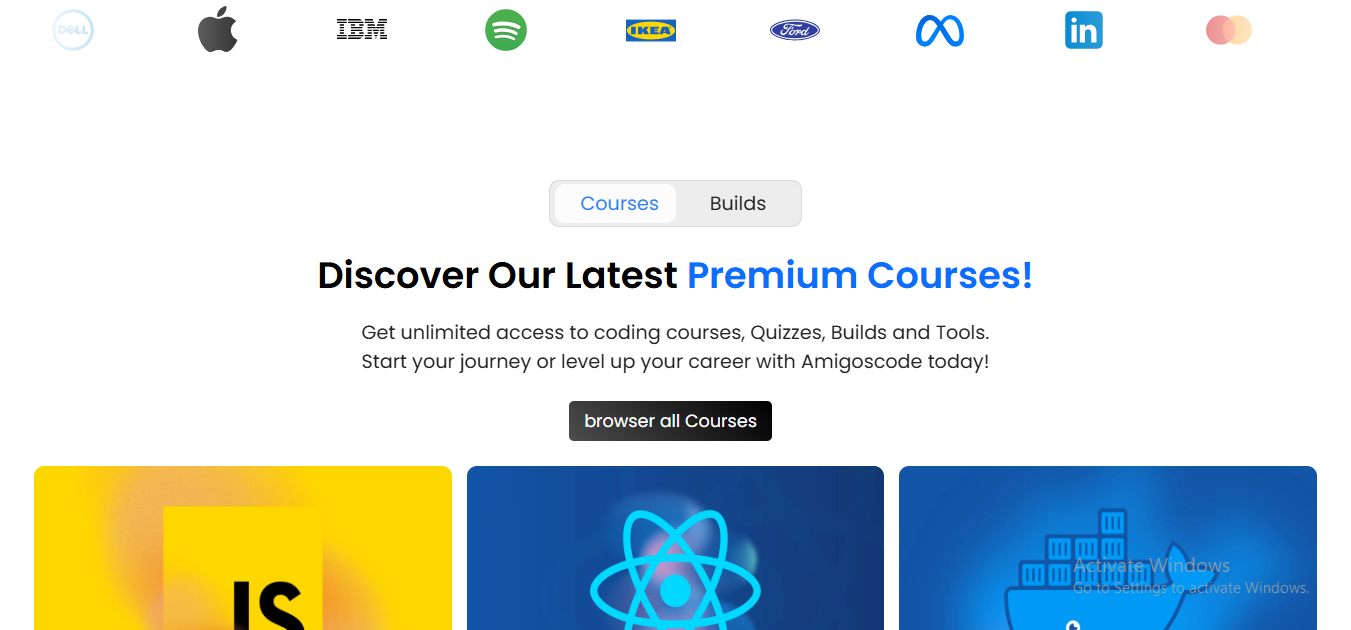 DELL
IBM
IKEA
Ford
in
Courses Builds
Discover Our Latest Premium Courses!
Get unlimited access to coding courses, Quizzes, Builds and Tools.
Start your journey or level up your career with Amigoscode today!
browser all Courses
JS
Activate Windows
Go to Settings to activate Windows.